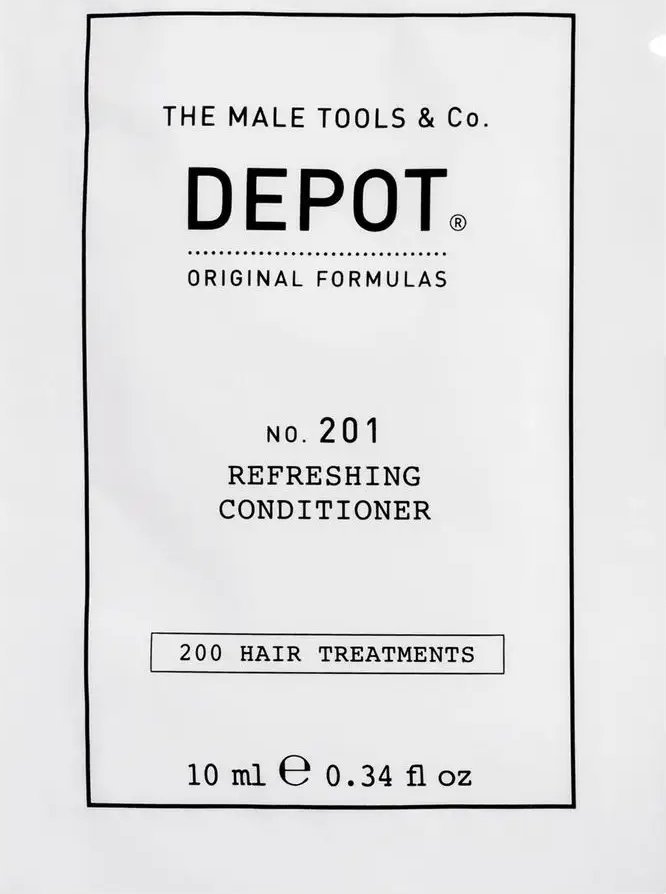 THE MALE TOOLS & Co.
DEPOT®
ORIGINAL FORMULAS
NO. 201
REFRESHING
CONDITIONER
200 HAIR TREATMENTS
10 ml ℮ 0.34 fl oz